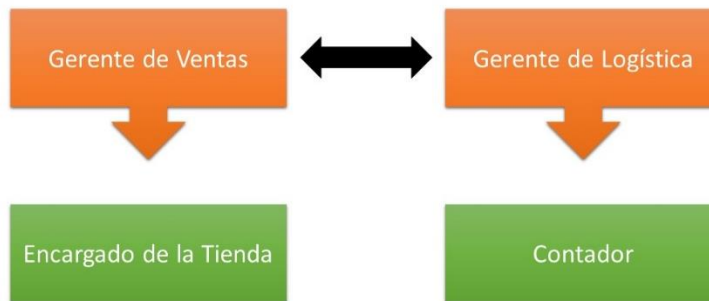 Gerente de Ventas
Gerente de Logística
Encargado de la Tienda
Contador